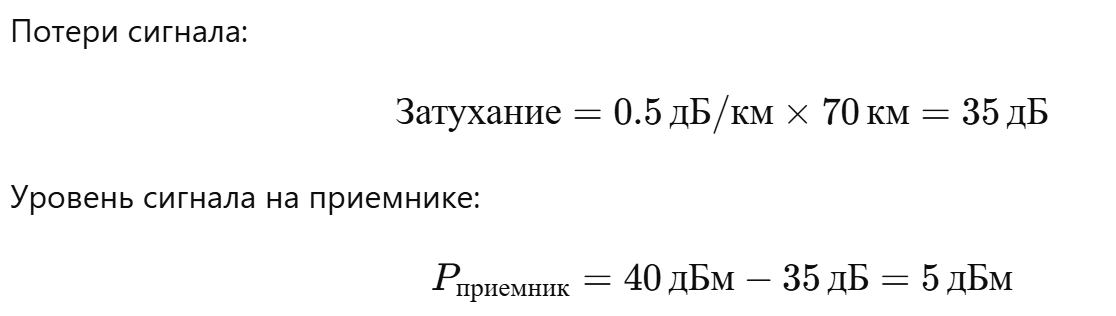 Потери сигнала:
Затухание = 0.5 дБ/км × 70 км = 35 дБ
Уровень сигнала на приемнике:
Pприемник = 40 дБм − 35 дБ = 5 дБм